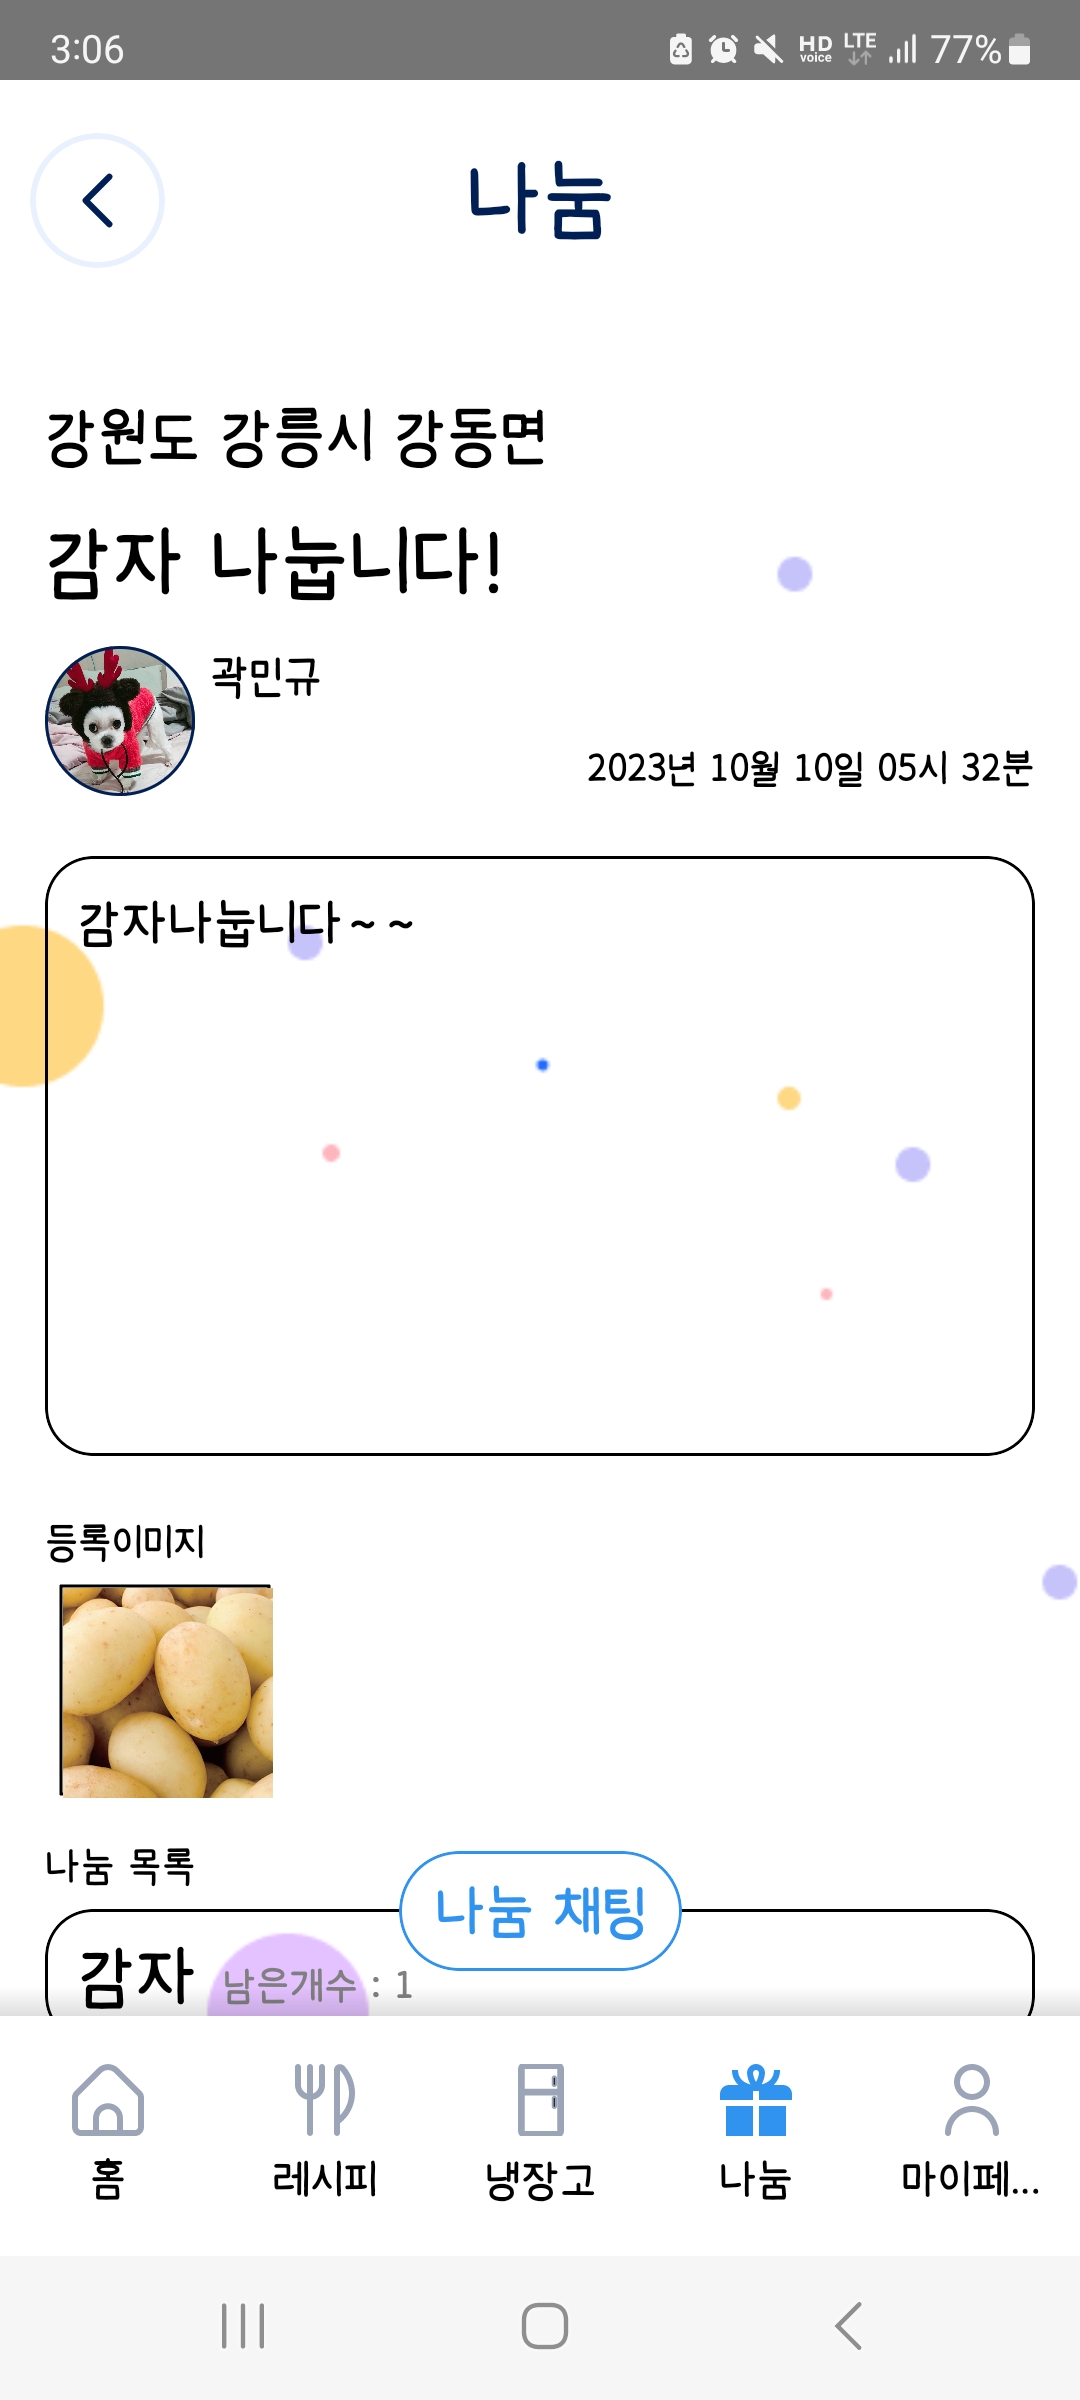 3:06 HD voice LTE 77%
나눔
강원도 강릉시 강동면
감자 나눕니다!
곽민규
2023년 10월 10일 05시 32분
감자나눕니다~~
등록이미지
나눔 목록
나눔 채팅
감자 남은개수 : 1
홈 레시피 냉장고 나눔 마이페...